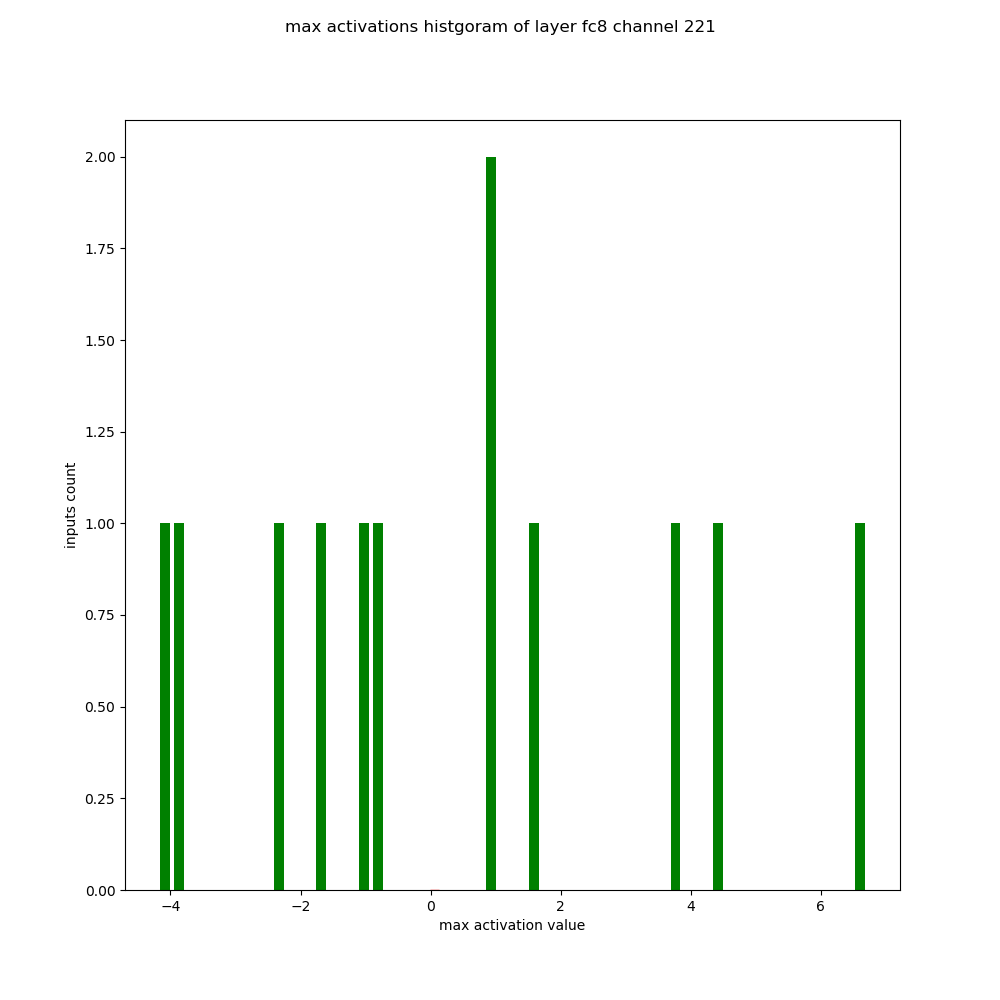 max activations histgoram of layer fc8 channel 221
2.00
1.75
1.50
1.25
1.00
0.75
0.50
0.25
0.00
inputs count
−4 −2 0 2 4 6
max activation value